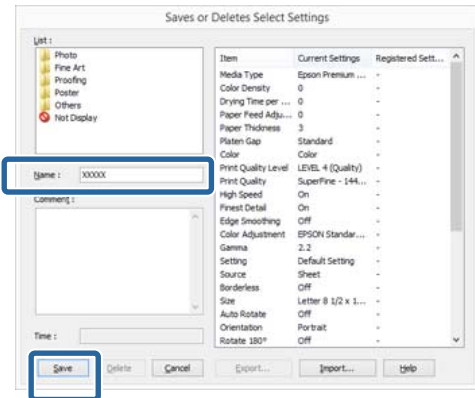 Saves or Deletes Select Settings
List :
Photo
Fine Art
Proofing
Poster
Others
Not Display
Name : XXXXX
Comment :
Time :
Item Current Settings Registered Sett...
Media Type Epson Premium ... -
Color Density 0 -
Drying Time per ... 0 -
Paper Feed Adju... 0 -
Paper Thickness 3 -
Platen Gap Standard -
Color Color -
Print Quality Level LEVEL 4 (Quality) -
Print Quality SuperFine - 144... -
High Speed On -
Finest Detail On -
Edge Smoothing Off -
Color Adjustment EPSON Standar... -
Gamma 2.2 -
Setting Default Setting -
Source Sheet -
Borderless Off -
Size Letter 8 1/2 x 1... -
Auto Rotate Off -
Orientation Portrait -
Rotate 180° Off -
Save Delete Cancel Export... Import... Help